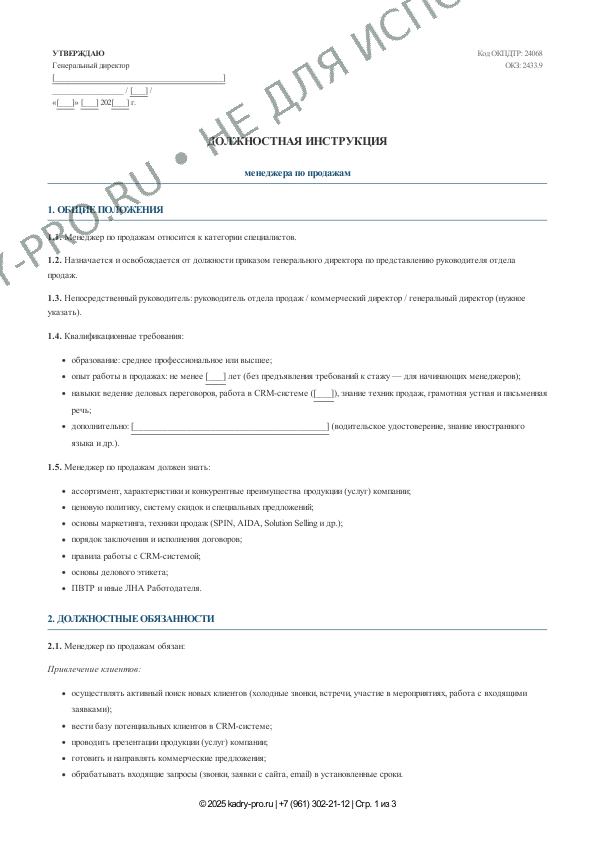 УТВЕРЖДАЮ
Генеральный директор
[______________________________________]
________________ / [___] /
«[___]» [___] 202[___] г.
Код ОКПДТР: 24068
ОКЗ: 2433.9
Y-PRO.RU • НЕ ДЛЯ ИСПО
ДОЛЖНОСТНАЯ ИНСТРУКЦИЯ
менеджера по продажам
1. ОБЩИЕ ПОЛОЖЕНИЯ
1.1. Менеджер по продажам относится к категории специалистов.
1.2. Назначается и освобождается от должности приказом генерального директора по представлению руководителя отдела
продаж.
1.3. Непосредственный руководитель: руководитель отдела продаж / коммерческий директор / генеральный директор (нужное
указать).
1.4. Квалификационные требования:
• образование: среднее профессиональное или высшее;
• опыт работы в продажах: не менее [___] лет (без предъявления требований к стажу — для начинающих менеджеров);
• навыки: ведение деловых переговоров, работа в CRM-системе ([___]), знание техник продаж, грамотная устная и письменная
речь;
• дополнительно: [____________________________________________] (водительское удостоверение, знание иностранного
языка и др.).
1.5. Менеджер по продажам должен знать:
• ассортимент, характеристики и конкурентные преимущества продукции (услуг) компании;
• ценовую политику, систему скидок и специальных предложений;
• основы маркетинга, техники продаж (SPIN, AIDA, Solution Selling и др.);
• порядок заключения и исполнения договоров;
• правила работы с CRM-системой;
• основы делового этикета;
• ПВТР и иные ЛНА Работодателя.
2. ДОЛЖНОСТНЫЕ ОБЯЗАННОСТИ
2.1. Менеджер по продажам обязан:
Привлечение клиентов:
• осуществлять активный поиск новых клиентов (холодные звонки, встречи, участие в мероприятиях, работа с входящими
заявками);
• вести базу потенциальных клиентов в CRM-системе;
• проводить презентации продукции (услуг) компании;
• готовить и направлять коммерческие предложения;
• обрабатывать входящие запросы (звонки, заявки с сайта, email) в установленные сроки.
© 2025 kadry-pro.ru | +7 (961) 302-21-12 | Стр. 1 из 3